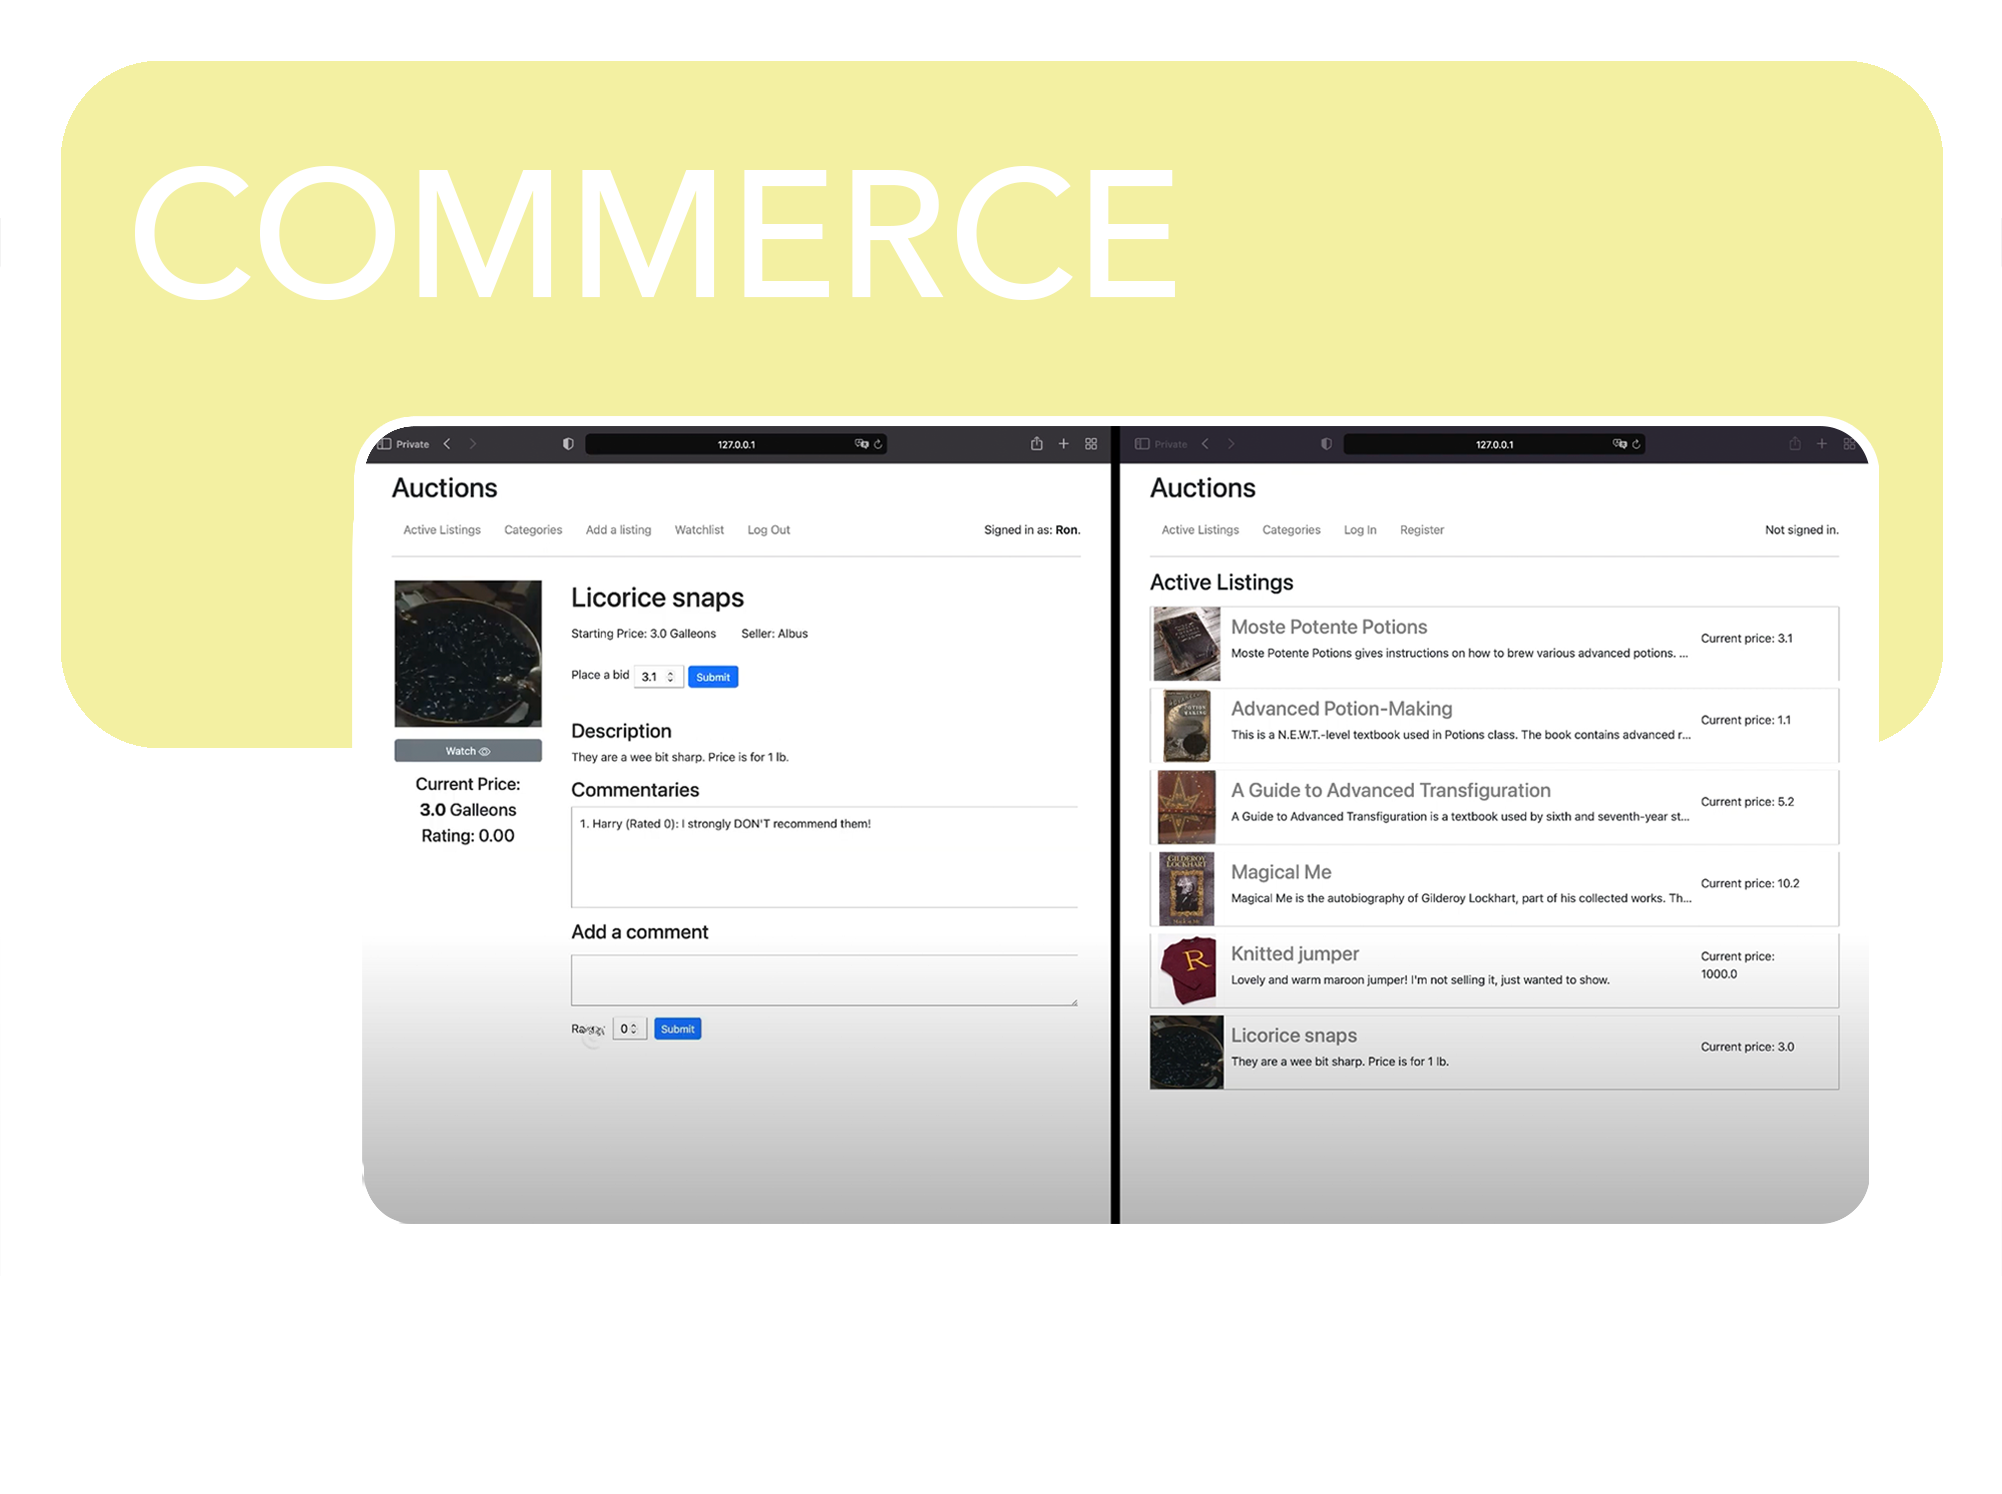 COMMERCE
Private
127.0.0.1
Auctions
Active Listings Categories Add a listing Watchlist Log Out Signed in as: Ron.
Licorice snaps
Starting Price: 3.0 Galleons Seller: Albus
Place a bid 3.1 Submit
Watch
Current Price:
3.0 Galleons
Rating: 0.00
Description
They are a wee bit sharp. Price is for 1 lb.
Commentaries
1. Harry (Rated 0): I strongly DON'T recommend them!
Add a comment
0 Submit
Private
127.0.0.1
Auctions
Active Listings Categories Log In Register Not signed in.
Active Listings
Moste Potente Potions
Moste Potente Potions gives instructions on how to brew various advanced potions. ...
Current price: 3.1
POTION
MAKING
Advanced Potion-Making
This is a N.E.W.T.-level textbook used in Potions class. The book contains advanced r...
Current price: 1.1
A Guide to Advanced Transfiguration
A Guide to Advanced Transfiguration is a textbook used by sixth and seventh-year st...
Current price: 5.2
GILDEROY
LOCKHART
Magical Me
Magical Me is the autobiography of Gilderoy Lockhart, part of his collected works. Th...
Current price: 10.2
R
Knitted jumper
Lovely and warm maroon jumper! I'm not selling it, just wanted to show.
Current price:
1000.0
Licorice snaps
They are a wee bit sharp. Price is for 1 lb.
Current price: 3.0